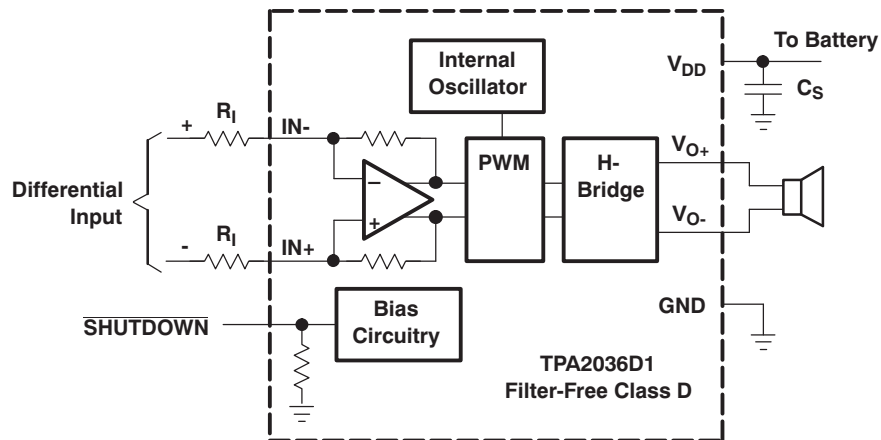 To Battery
Internal
Oscillator
V_DD
C_S
+
R_I
IN-
PWM
H-
Bridge
V_O+
–
Differential
Input
+
V_O-
-
R_I
IN+
GND
SHUTDOWN
Bias
Circuitry
TPA2036D1
Filter-Free Class D